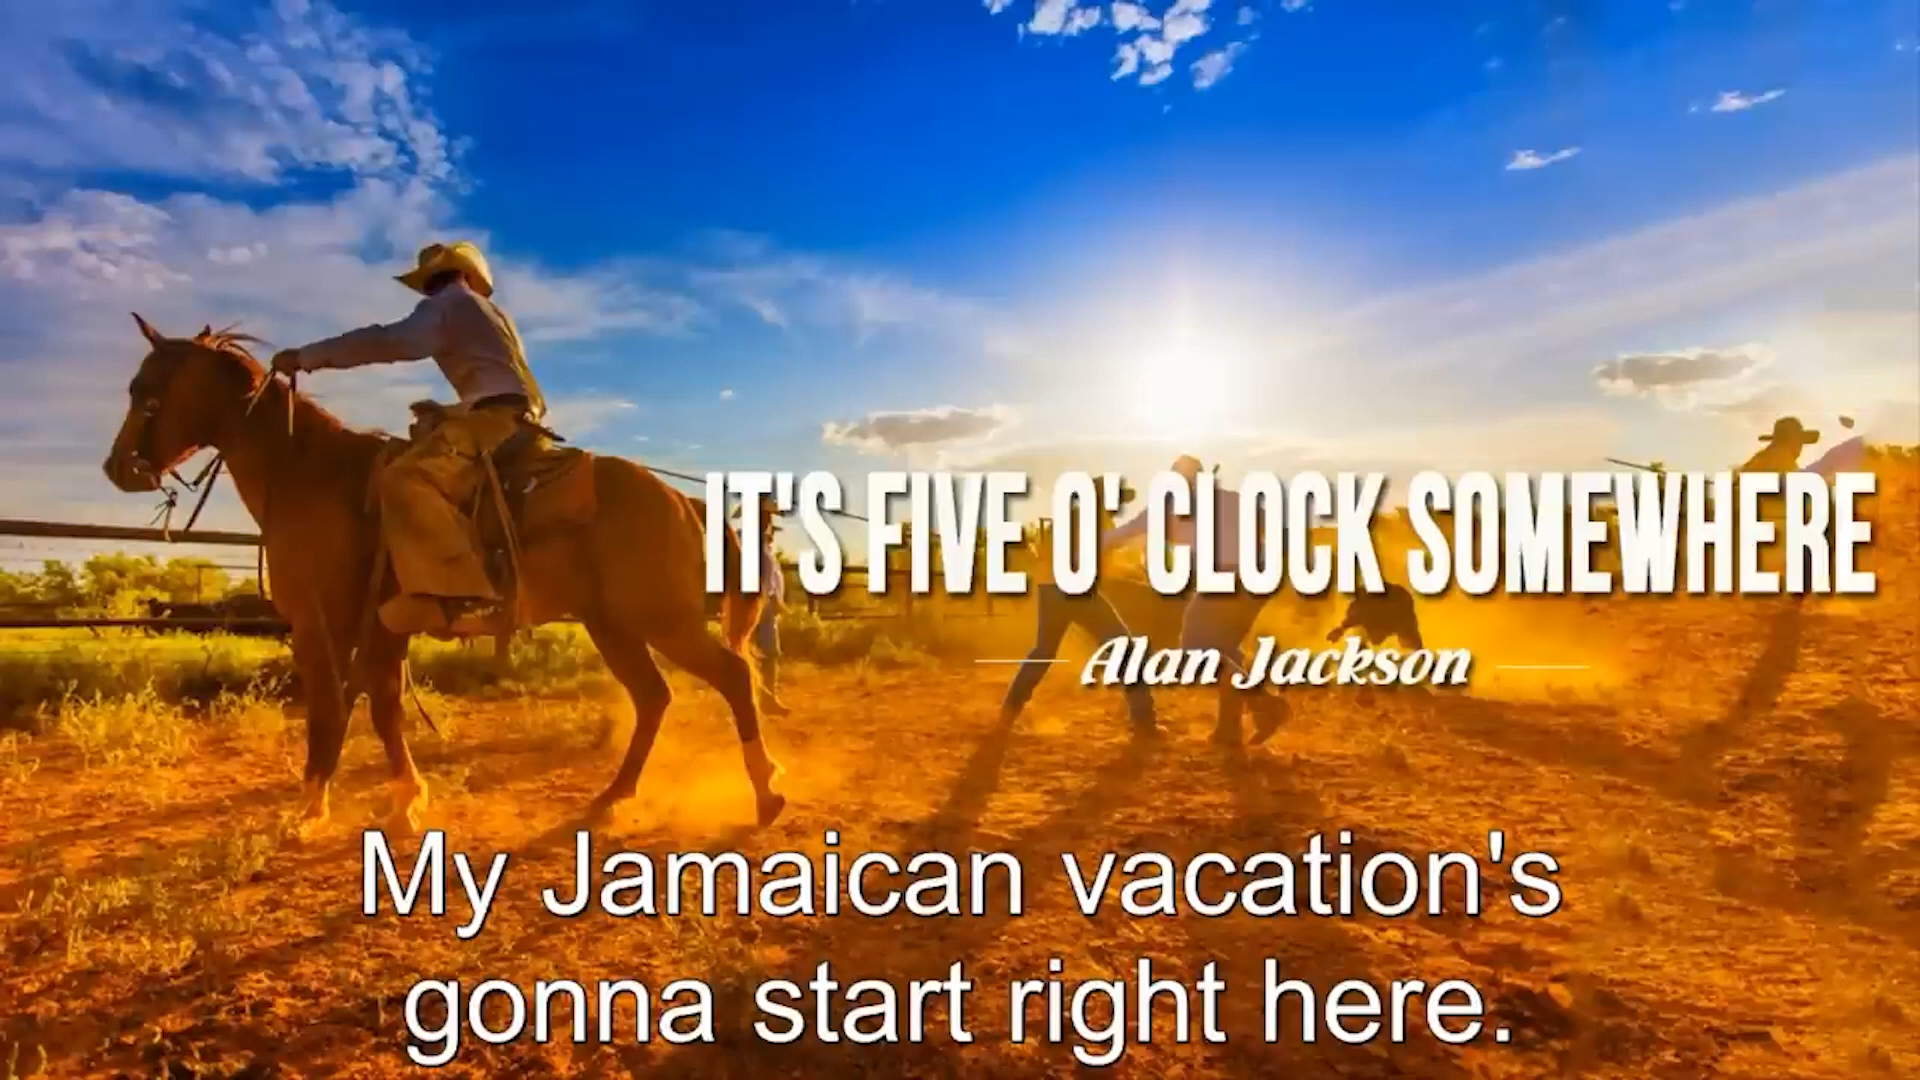 IT'S FIVE O' CLOCK SOMEWHERE
Alan Jackson
My Jamaican vacation's
gonna start right here.